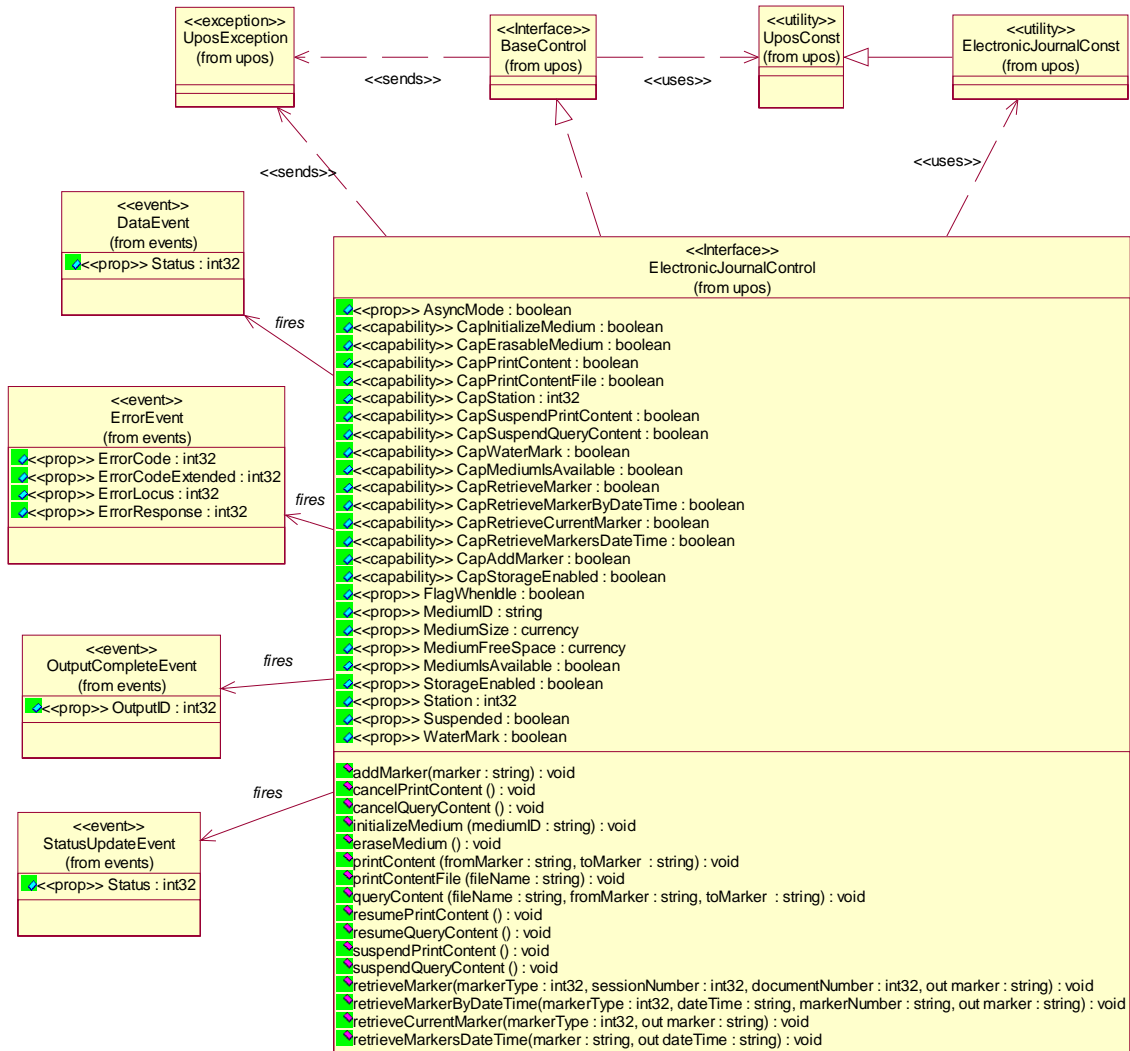 <<exception>>
UposException
(from upos)
<<Interface>>
BaseControl
(from upos)
<<utility>>
UposConst
(from upos)
<<utility>>
ElectronicJournalConst
(from upos)
<<sends>>
<<uses>>
<<sends>>
<<uses>>
<<event>>
DataEvent
(from events)
<<prop>> Status : int32
fires
<<event>>
ErrorEvent
(from events)
<<prop>> ErrorCode : int32
<<prop>> ErrorCodeExtended : int32
<<prop>> ErrorLocus : int32
<<prop>> ErrorResponse : int32
fires
<<event>>
OutputCompleteEvent
(from events)
<<prop>> OutputID : int32
fires
<<event>>
StatusUpdateEvent
(from events)
<<prop>> Status : int32
fires
<<Interface>>
ElectronicJournalControl
(from upos)
<<prop>> AsyncMode : boolean
<<capability>> CapInitializeMedium : boolean
<<capability>> CapErasableMedium : boolean
<<capability>> CapPrintContent : boolean
<<capability>> CapPrintContentFile : boolean
<<capability>> CapStation : int32
<<capability>> CapSuspendPrintContent : boolean
<<capability>> CapSuspendQueryContent : boolean
<<capability>> CapWaterMark : boolean
<<capability>> CapMediumIsAvailable : boolean
<<capability>> CapRetrieveMarker : boolean
<<capability>> CapRetrieveMarkerByDateTime : boolean
<<capability>> CapRetrieveCurrentMarker : boolean
<<capability>> CapRetrieveMarkersDateTime : boolean
<<capability>> CapAddMarker : boolean
<<capability>> CapStorageEnabled : boolean
<<prop>> FlagWhenIdle : boolean
<<prop>> MediumID : string
<<prop>> MediumSize : currency
<<prop>> MediumFreeSpace : currency
<<prop>> MediumIsAvailable : boolean
<<prop>> StorageEnabled : boolean
<<prop>> Station : int32
<<prop>> Suspended : boolean
<<prop>> WaterMark : boolean
addMarker(marker : string) : void
cancelPrintContent () : void
cancelQueryContent () : void
initializeMedium (mediumID : string) : void
eraseMedium () : void
printContent (fromMarker : string, toMarker : string) : void
printContentFile (fileName : string) : void
queryContent (fileName : string, fromMarker : string, toMarker : string) : void
resumePrintContent () : void
resumeQueryContent () : void
suspendPrintContent () : void
suspendQueryContent () : void
retrieveMarker(markerType : int32, sessionNumber : int32, documentNumber : int32, out marker : string) : void
retrieveMarkerByDateTime(markerType : int32, dateTime : string, markerNumber : string, out marker : string) : void
retrieveCurrentMarker(markerType : int32, out marker : string) : void
retrieveMarkersDateTime(marker : string, out dateTime : string) : void